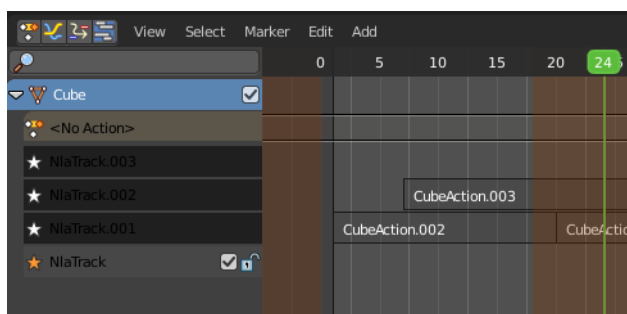 View Select Marker Edit Add
0 5 10 15 20 24
Cube
<No Action>
NlaTrack.003
NlaTrack.002 CubeAction.003
NlaTrack.001 CubeAction.002 CubeActio
NlaTrack